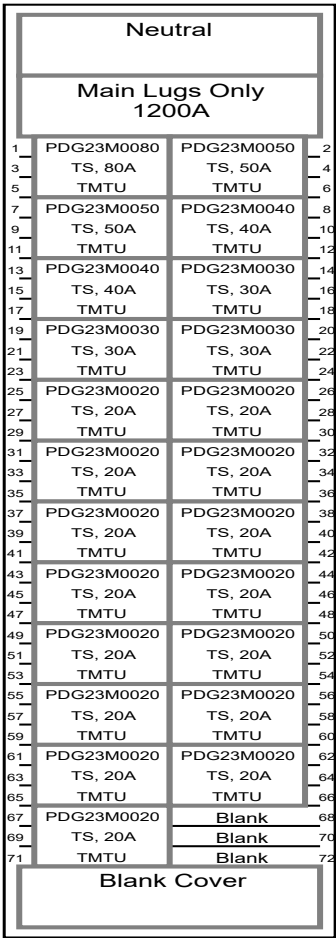 Neutral
Main Lugs Only
1200A
1 PDG23M0080 PDG23M0050 2
3 TS, 80A TS, 50A 4
5 TMTU TMTU 6
7 PDG23M0050 PDG23M0040 8
9 TS, 50A TS, 40A 10
11 TMTU TMTU 12
13 PDG23M0040 PDG23M0030 14
15 TS, 40A TS, 30A 16
17 TMTU TMTU 18
19 PDG23M0030 PDG23M0030 20
21 TS, 30A TS, 30A 22
23 TMTU TMTU 24
25 PDG23M0020 PDG23M0020 26
27 TS, 20A TS, 20A 28
29 TMTU TMTU 30
31 PDG23M0020 PDG23M0020 32
33 TS, 20A TS, 20A 34
35 TMTU TMTU 36
37 PDG23M0020 PDG23M0020 38
39 TS, 20A TS, 20A 40
41 TMTU TMTU 42
43 PDG23M0020 PDG23M0020 44
45 TS, 20A TS, 20A 46
47 TMTU TMTU 48
49 PDG23M0020 PDG23M0020 50
51 TS, 20A TS, 20A 52
53 TMTU TMTU 54
55 PDG23M0020 PDG23M0020 56
57 TS, 20A TS, 20A 58
59 TMTU TMTU 60
61 PDG23M0020 PDG23M0020 62
63 TS, 20A TS, 20A 64
65 TMTU TMTU 66
67 PDG23M0020 Blank 68
69 TS, 20A Blank 70
71 TMTU Blank 72
Blank Cover